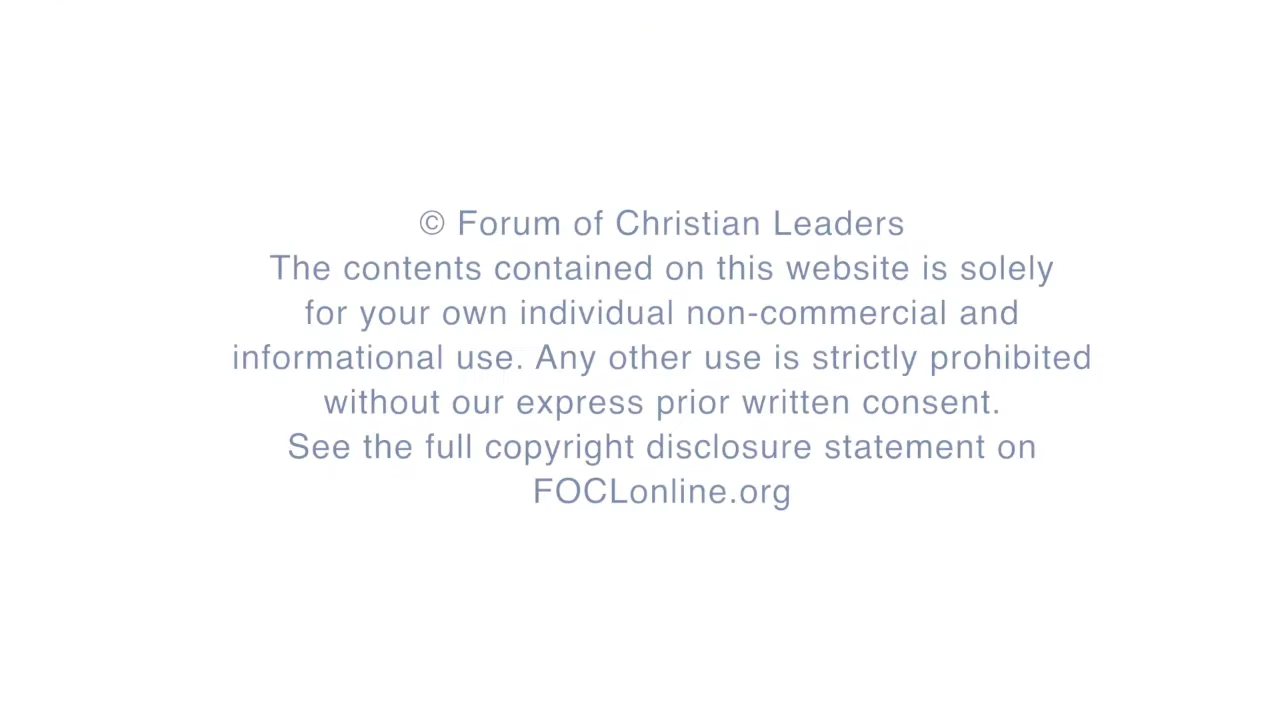 © Forum of Christian Leaders
The contents contained on this website is solely
for your own individual non-commercial and
informational use. Any other use is strictly prohibited
without our express prior written consent.
See the full copyright disclosure statement on
FOCLonline.org